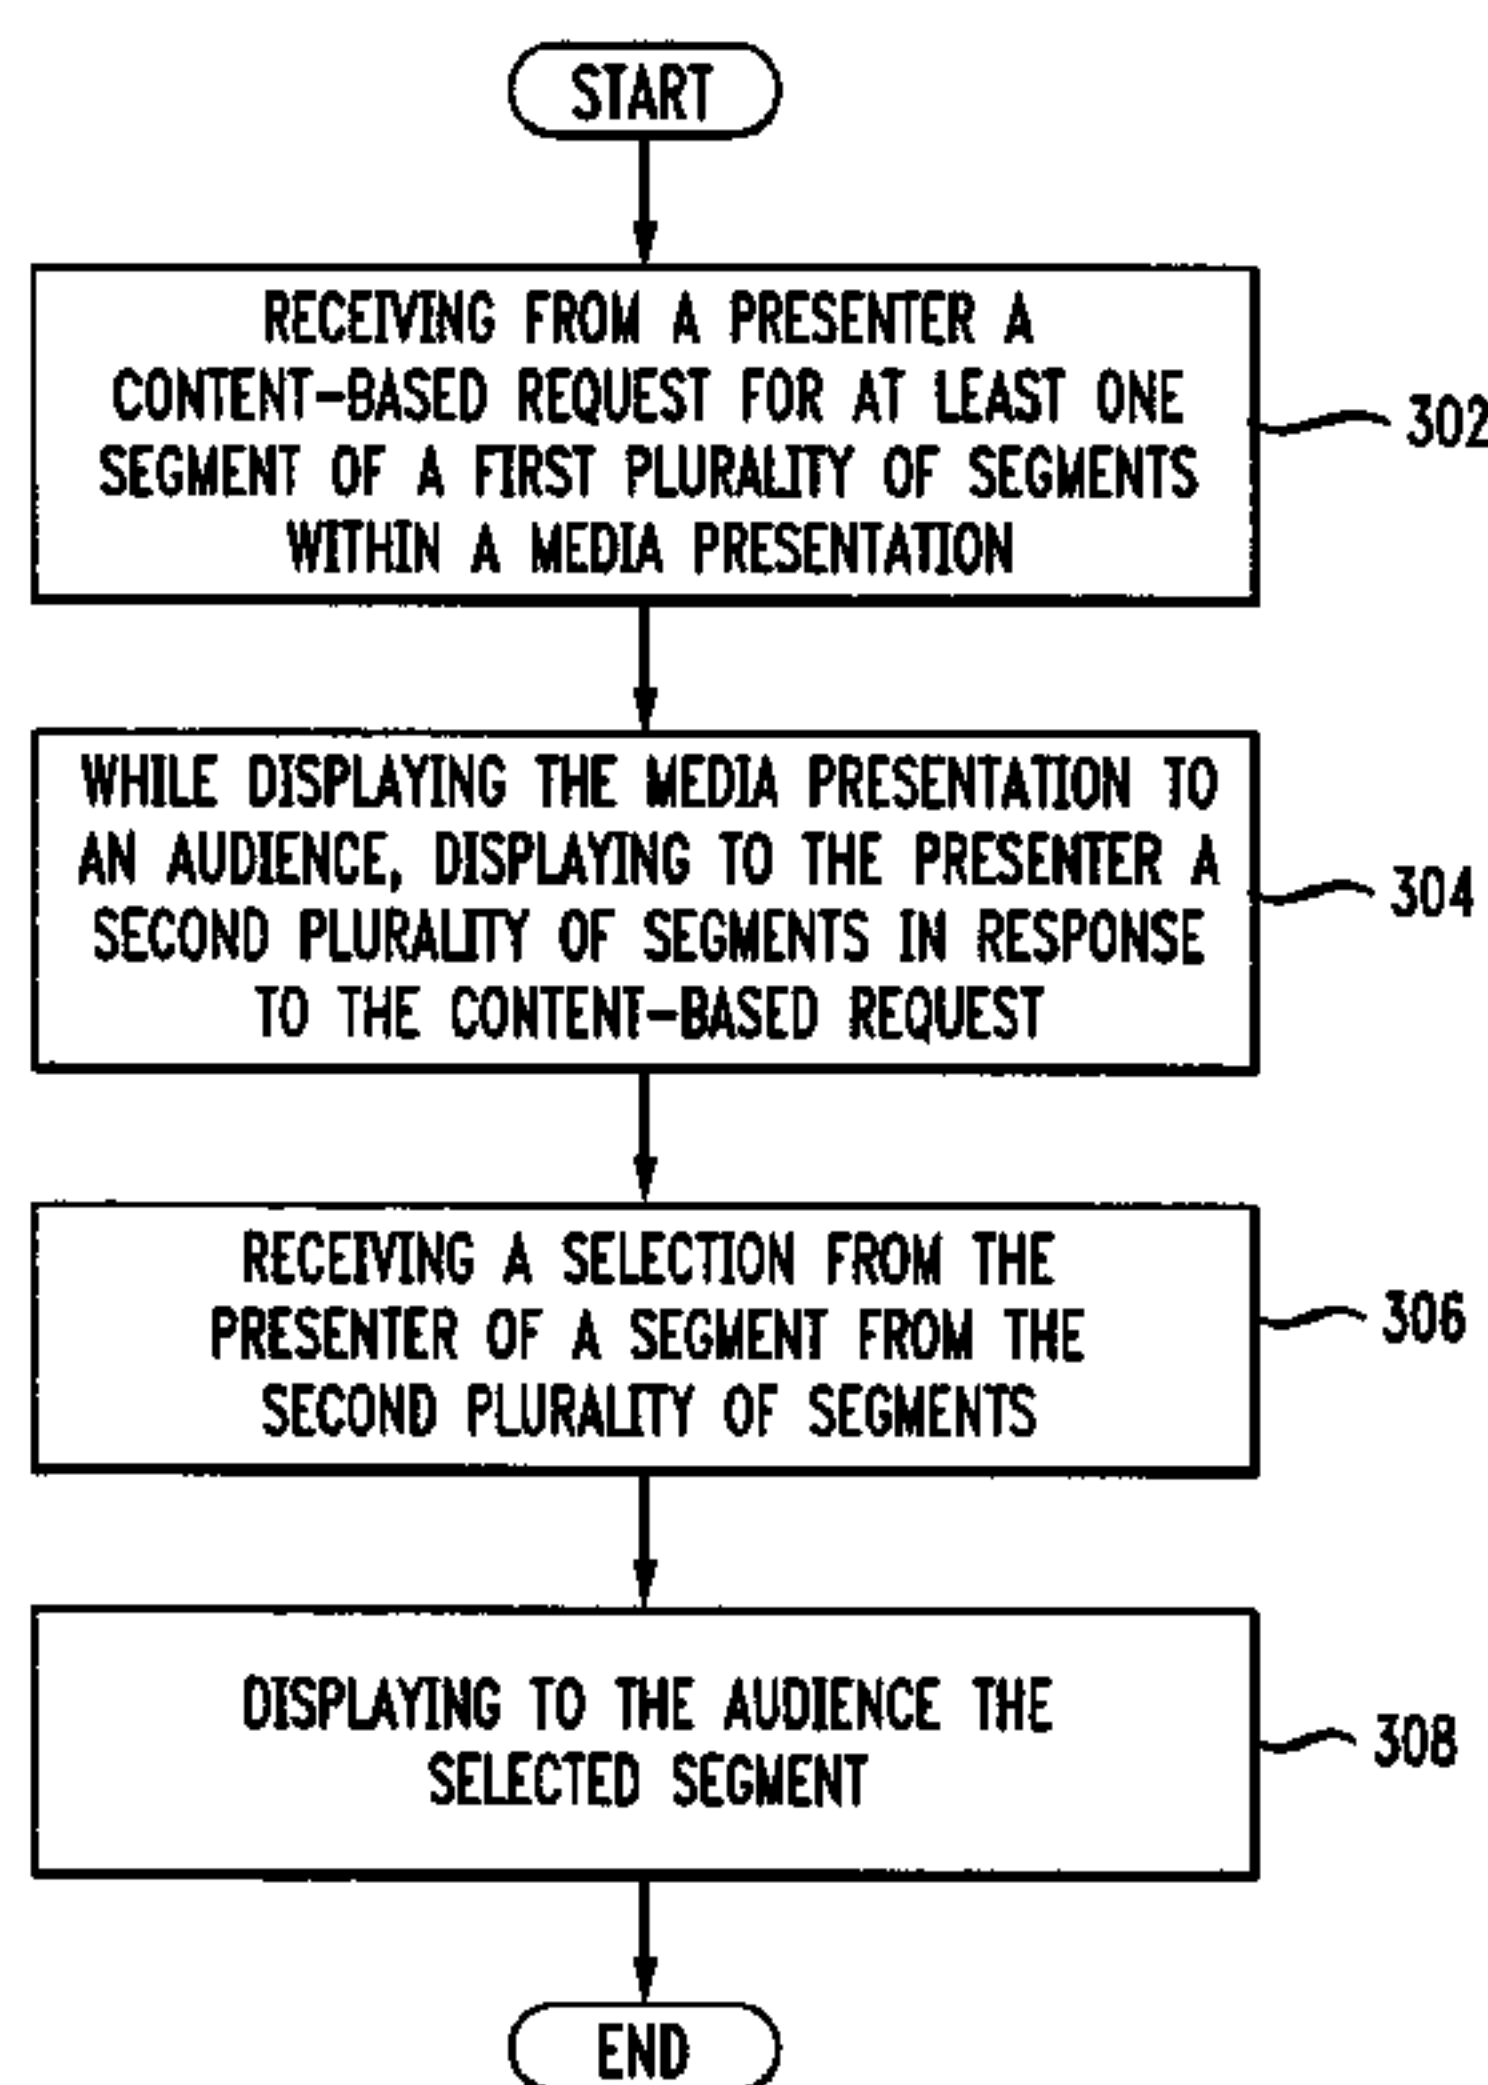 START
RECEIVING FROM A PRESENTER A
CONTENT-BASED REQUEST FOR AT LEAST ONE
SEGMENT OF A FIRST PLURALITY OF SEGMENTS
WITHIN A MEDIA PRESENTATION
302
WHILE DISPLAYING THE MEDIA PRESENTATION TO
AN AUDIENCE, DISPLAYING TO THE PRESENTER A
SECOND PLURALITY OF SEGMENTS IN RESPONSE
TO THE CONTENT-BASED REQUEST
304
RECEIVING A SELECTION FROM THE
PRESENTER OF A SEGMENT FROM THE
SECOND PLURALITY OF SEGMENTS
306
DISPLAYING TO THE AUDIENCE THE
SELECTED SEGMENT
308
END